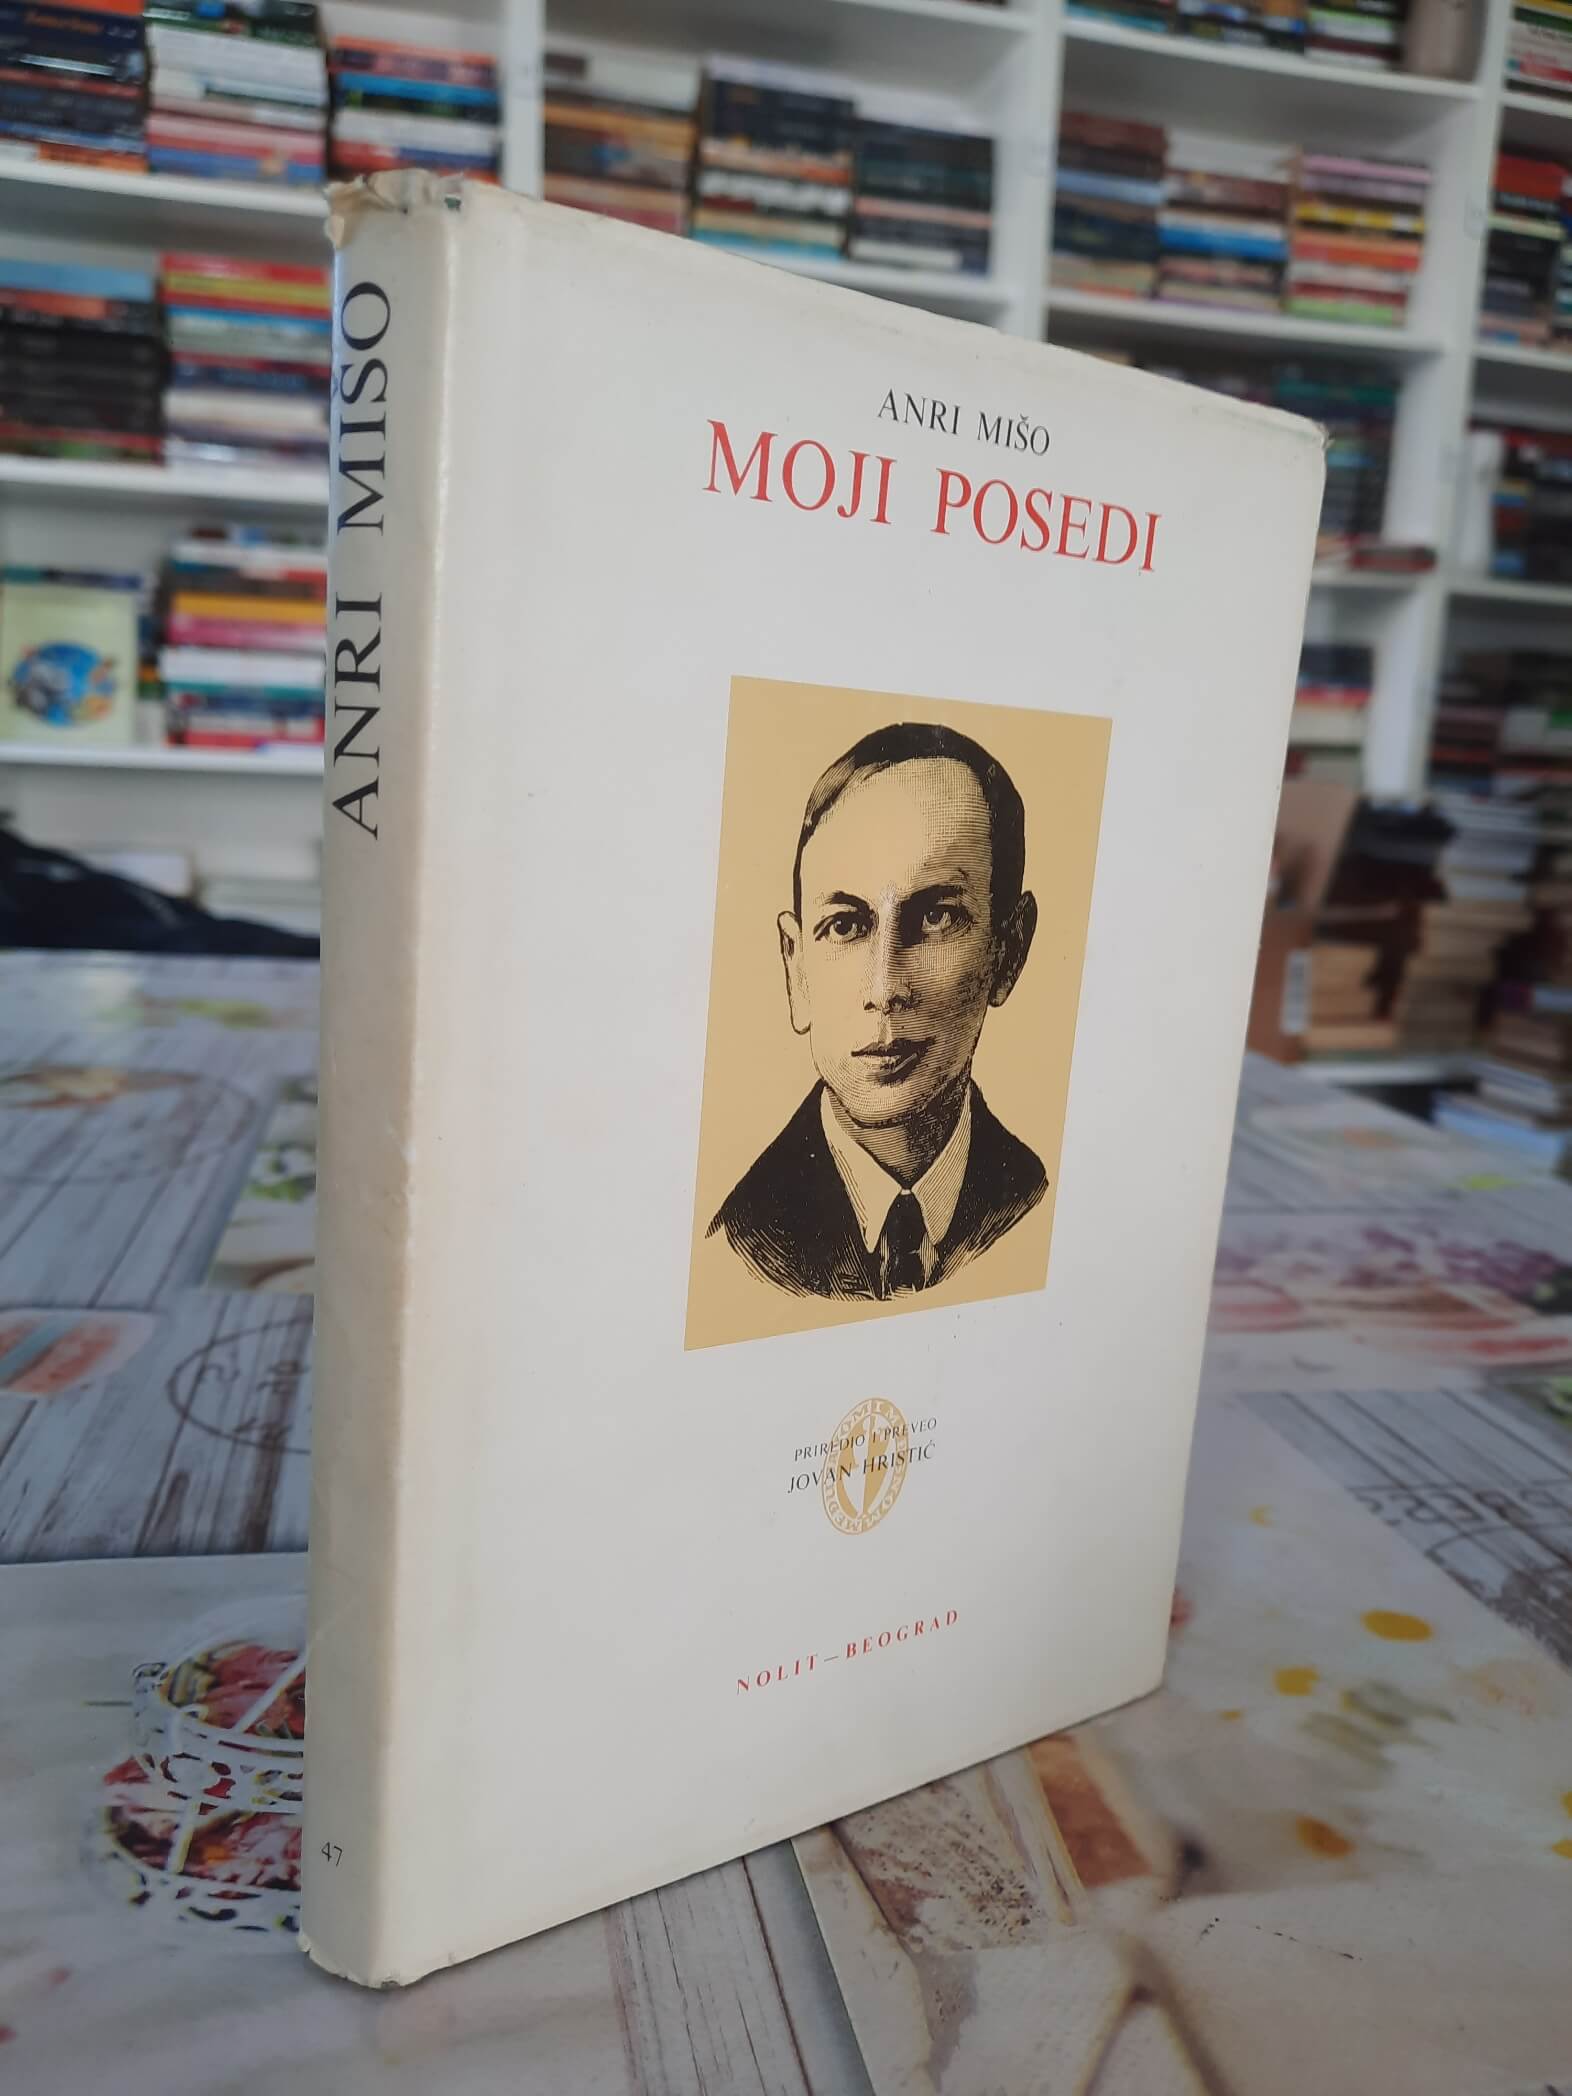 ANRI MIŠO
ANRI MIŠO
MOJI POSEDI
PRIREDIO I PREVEO
JOVAN HRISTIĆ
NOLIT—BEOGRAD
47